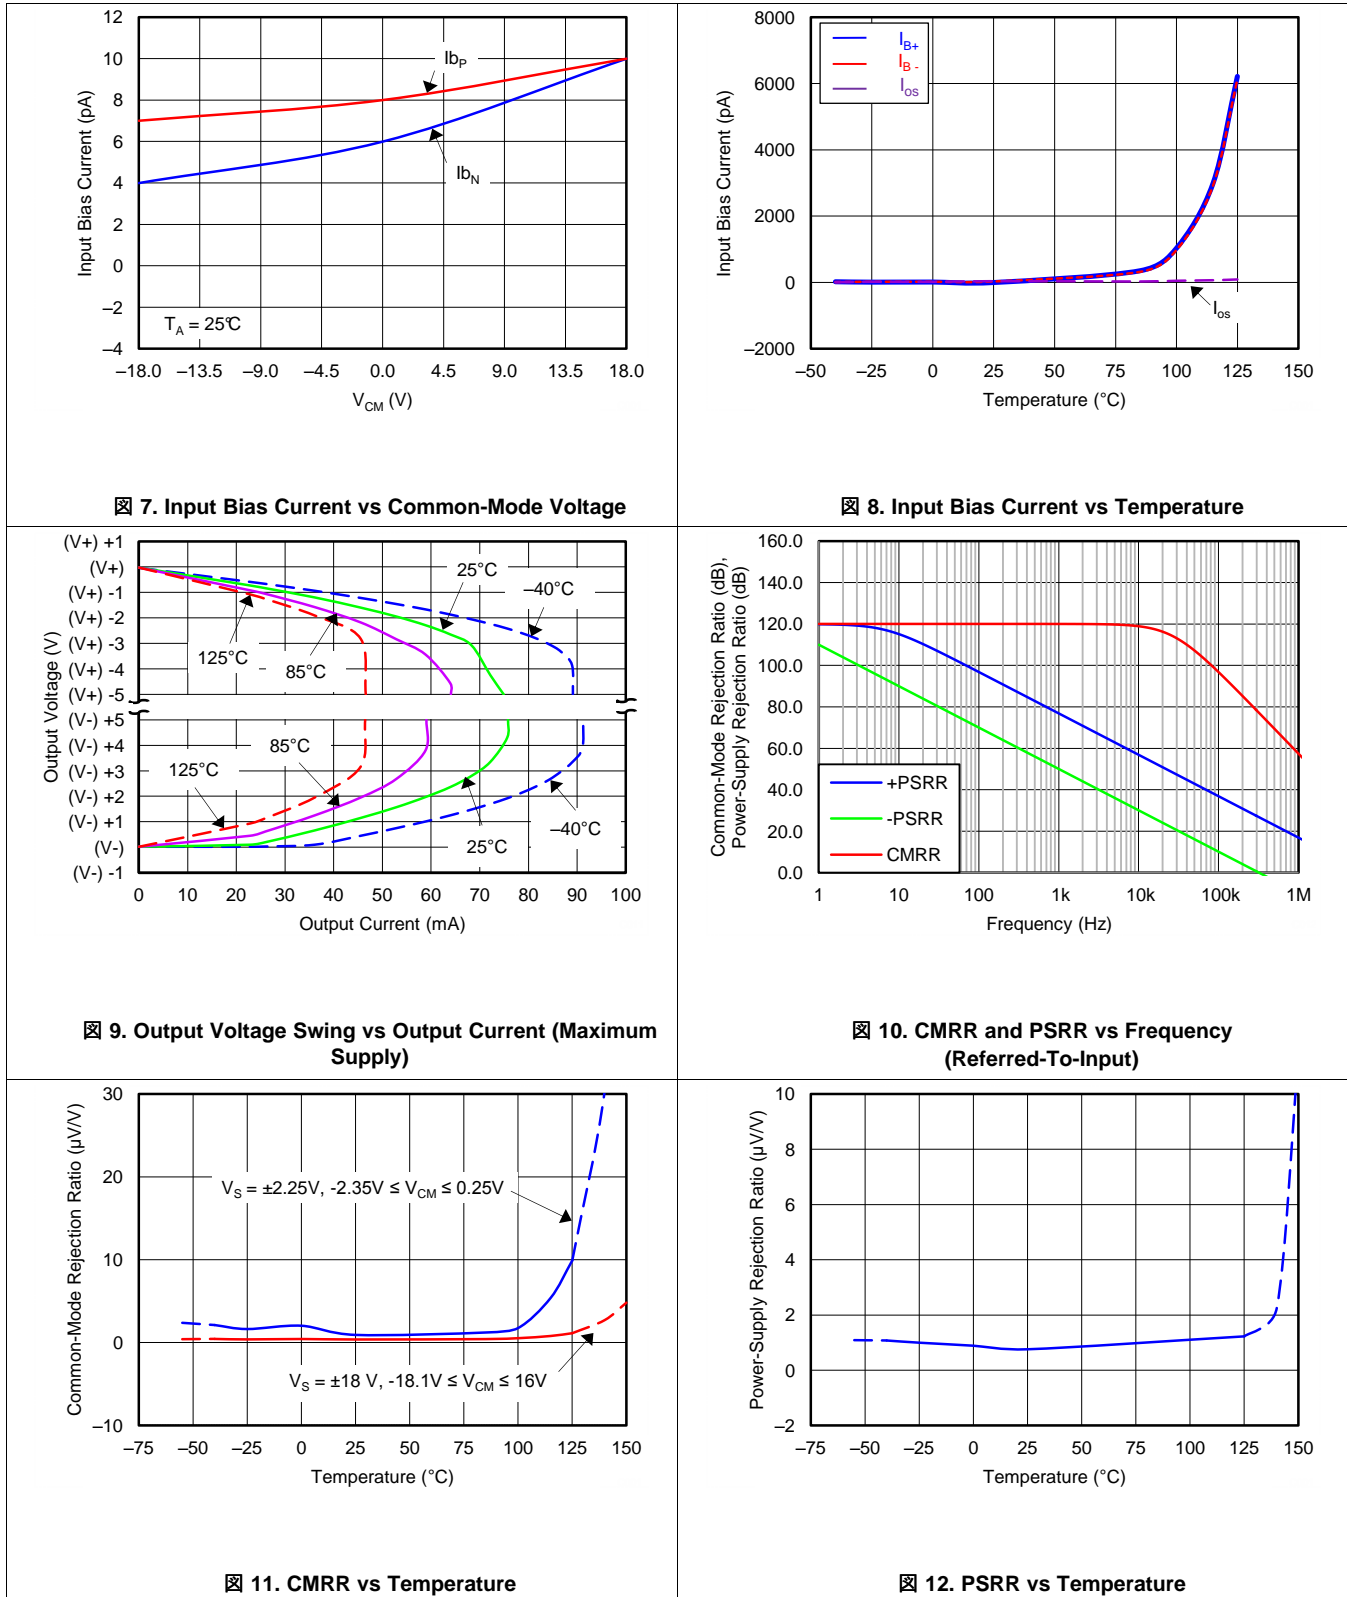 12
10
8
6
4
2
0
–2
–4
Input Bias Current (pA)
IbP
IbN
TA = 25°C
–18.0 –13.5 –9.0 –4.5 0.0 4.5 9.0 13.5 18.0
VCM (V)
図 7. Input Bias Current vs Common-Mode Voltage
8000
6000
4000
2000
0
–2000
Input Bias Current (pA)
IB+
IB -
Ios
Ios
–50 –25 0 25 50 75 100 125 150
Temperature (°C)
図 8. Input Bias Current vs Temperature
(V+) +1
(V+)
(V+) -1
(V+) -2
(V+) -3
(V+) -4
(V+) -5
(V-) +5
(V-) +4
(V-) +3
(V-) +2
(V-) +1
(V-)
(V-) -1
Output Voltage (V)
25°C
–40°C
125°C
85°C
85°C
125°C
–40°C
25°C
0 10 20 30 40 50 60 70 80 90 100
Output Current (mA)
図 9. Output Voltage Swing vs Output Current (Maximum
Supply)
160.0
140.0
120.0
100.0
80.0
60.0
40.0
20.0
0.0
Common-Mode Rejection Ratio (dB),
Power-Supply Rejection Ratio (dB)
+PSRR
-PSRR
CMRR
1 10 100 1k 10k 100k 1M
Frequency (Hz)
図 10. CMRR and PSRR vs Frequency
(Referred-To-Input)
30
20
10
0
–10
Common-Mode Rejection Ratio (µV/V)
VS = ±2.25V, -2.35V ≤ VCM ≤ 0.25V
VS = ±18 V, -18.1V ≤ VCM ≤ 16V
–75 –50 –25 0 25 50 75 100 125 150
Temperature (°C)
図 11. CMRR vs Temperature
10
8
6
4
2
0
–2
Power-Supply Rejection Ratio (µV/V)
–75 –50 –25 0 25 50 75 100 125 150
Temperature (°C)
図 12. PSRR vs Temperature